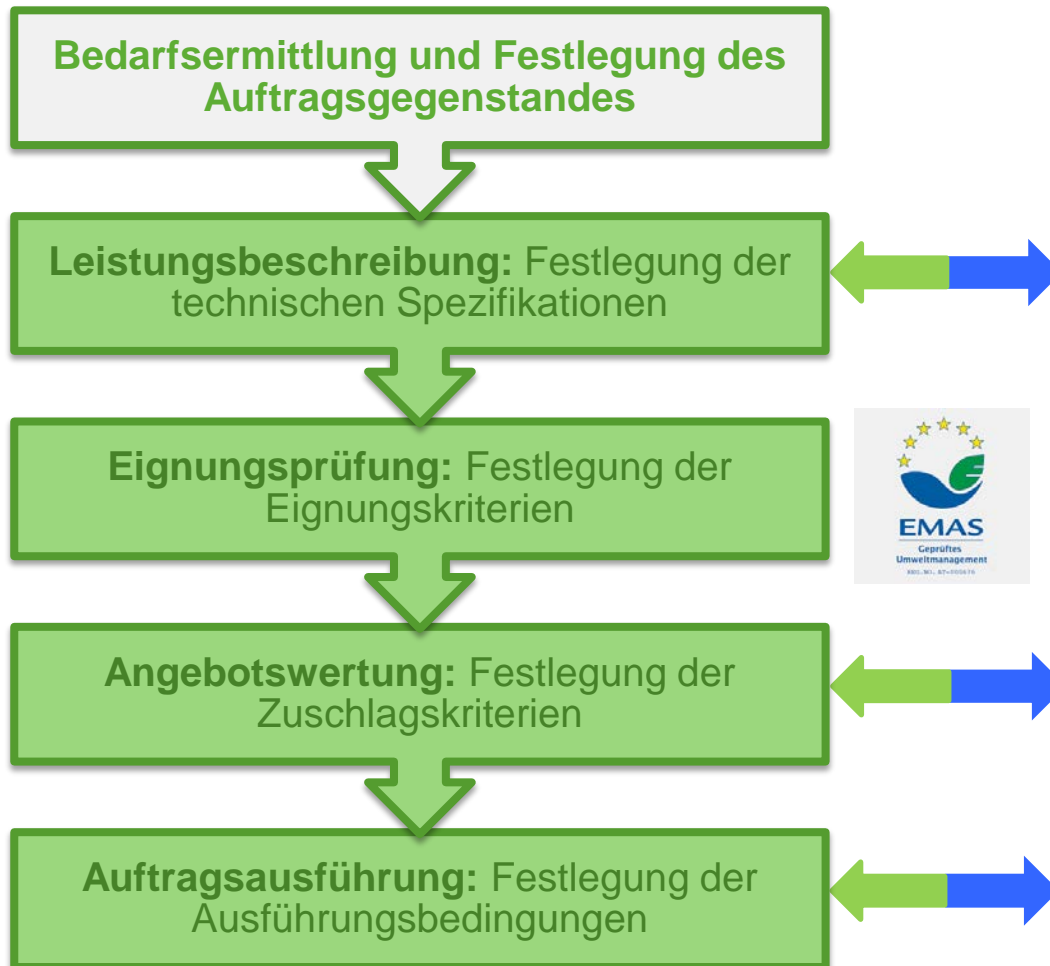 Bedarfsermittlung und Festlegung des
Auftragsgegenstandes
Leistungsbeschreibung: Festlegung der
technischen Spezifikationen
Eignungsprüfung: Festlegung der
Eignungskriterien
EMAS
Geprüftes
Umweltmanagement
Angebotswertung: Festlegung der
Zuschlagskriterien
Auftragsausführung: Festlegung der
Ausführungsbedingungen